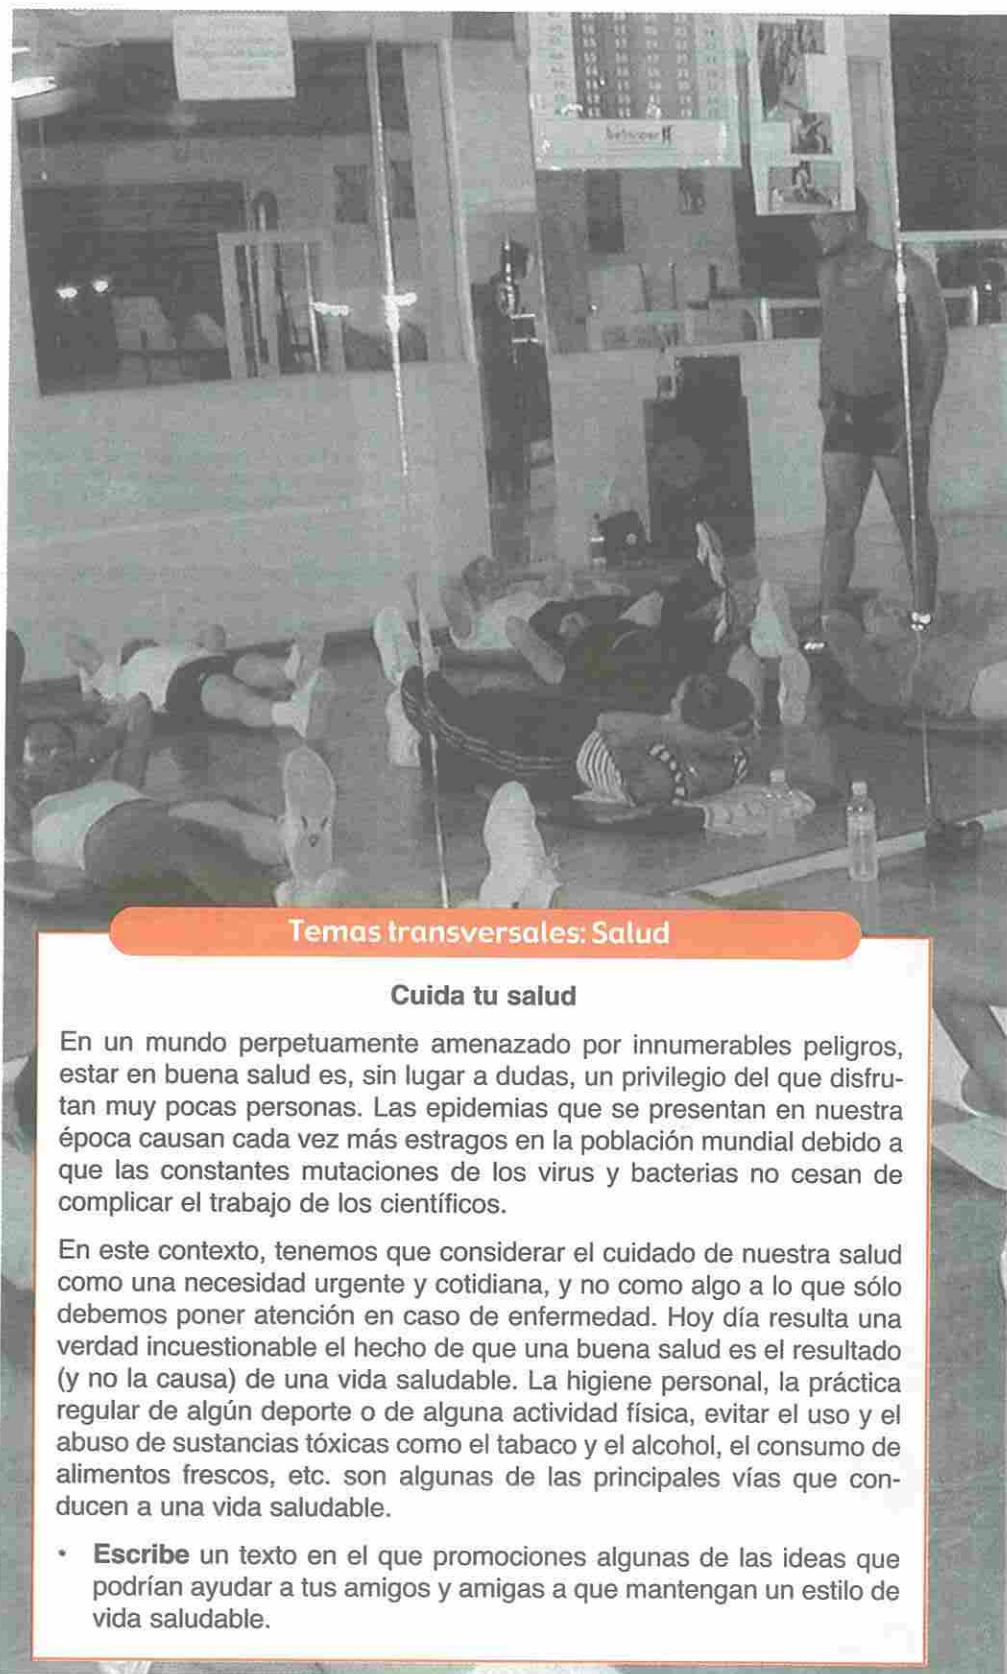 Temas transversales: Salud
Cuida tu salud
En un mundo perpetuamente amenazado por innumerables peligros,
estar en buena salud es, sin lugar a dudas, un privilegio del que disfru-
tan muy pocas personas. Las epidemias que se presentan en nuestra
época causan cada vez más estragos en la población mundial debido a
que las constantes mutaciones de los virus y bacterias no cesan de
complicar el trabajo de los científicos.
En este contexto, tenemos que considerar el cuidado de nuestra salud
como una necesidad urgente y cotidiana, y no como algo a lo que sólo
debemos poner atención en caso de enfermedad. Hoy día resulta una
verdad incuestionable el hecho de que una buena salud es el resultado
(y no la causa) de una vida saludable. La higiene personal, la práctica
regular de algún deporte o de alguna actividad física, evitar el uso y el
abuso de sustancias tóxicas como el tabaco y el alcohol, el consumo de
alimentos frescos, etc. son algunas de las principales vías que con-
ducen a una vida saludable.
• Escribe un texto en el que promociones algunas de las ideas que
podrían ayudar a tus amigos y amigas a que mantengan un estilo de
vida saludable.